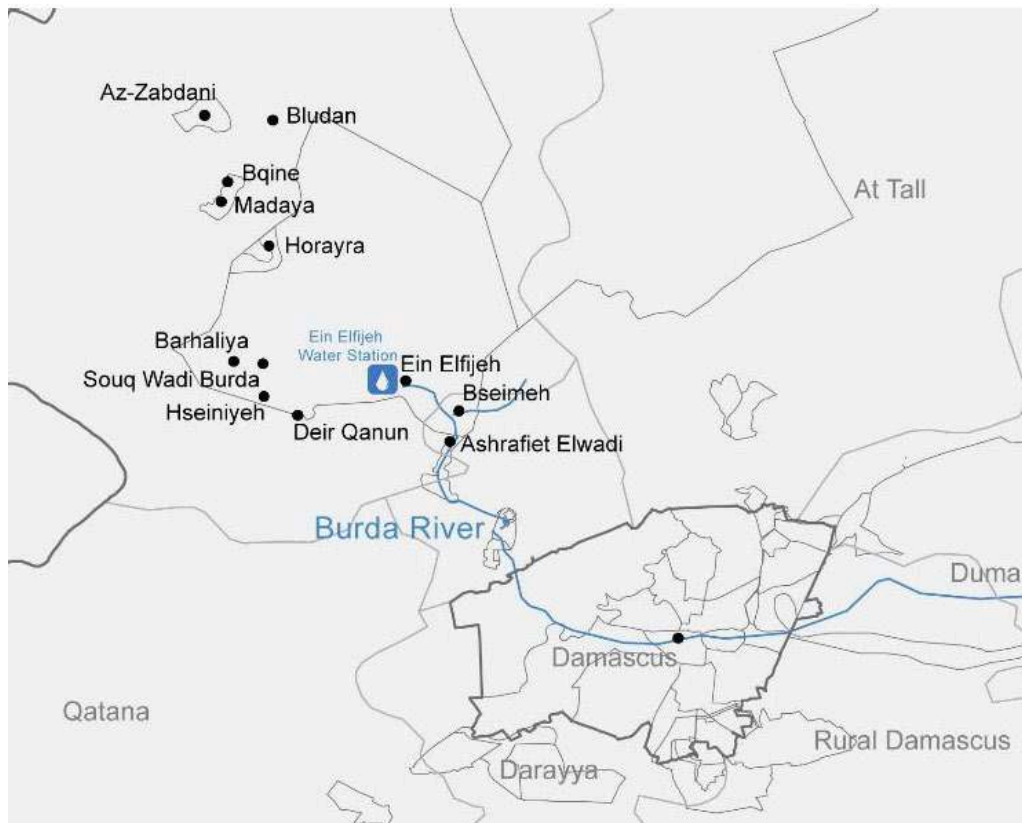 Az-Zabdani
Bludan
Bqine
At Tall
Madaya
Horayra
Ein Elfijeh
Water Station
Barhaliya
Ein Elfijeh
Souq Wadi Burda
Bseimeh
Hseiniyeh
Deir Qanun
Ashrafiet Elwadi
Burda River
Duma
Damascus
Qatana
Rural Damascus
Darayya